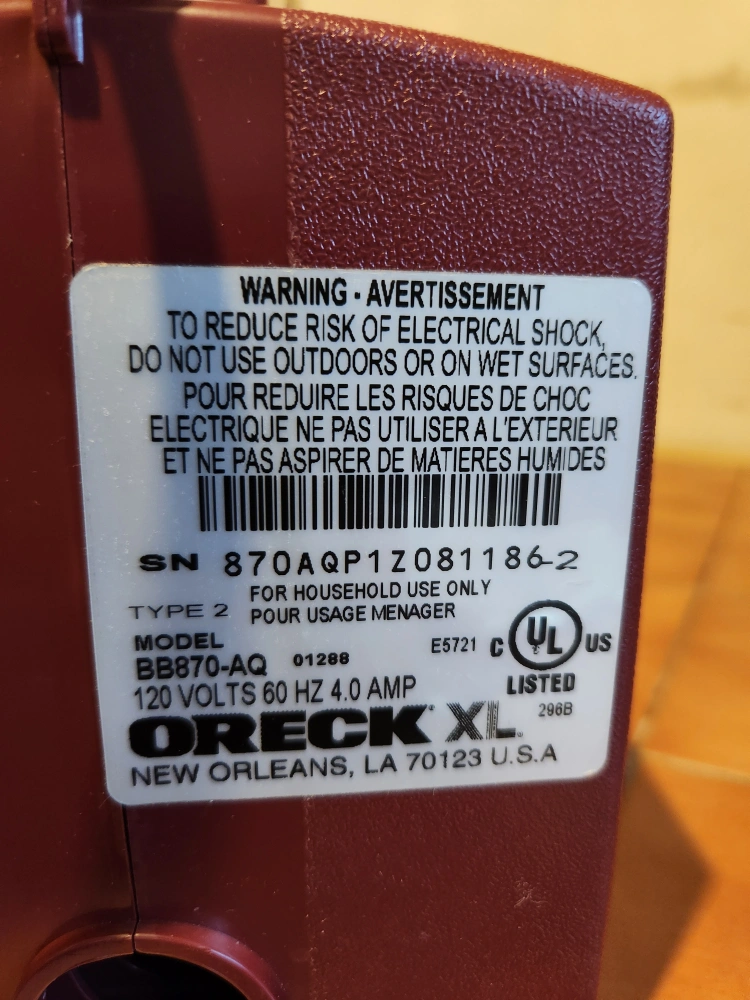 WARNING - AVERTISSEMENT
TO REDUCE RISK OF ELECTRICAL SHOCK,
DO NOT USE OUTDOORS OR ON WET SURFACES.
POUR REDUIRE LES RISQUES DE CHOC
ELECTRIQUE NE PAS UTILISER A L'EXTERIEUR
ET NE PAS ASPIRER DE MATIERES HUMIDES
SN 870AQP1Z081186-2
FOR HOUSEHOLD USE ONLY
TYPE 2 POUR USAGE MENAGER
MODEL
BB870-AQ 01288
E5721 C UL US
LISTED
120 VOLTS 60 HZ 4.0 AMP
296B
ORECK XL
NEW ORLEANS, LA 70123 U.S.A